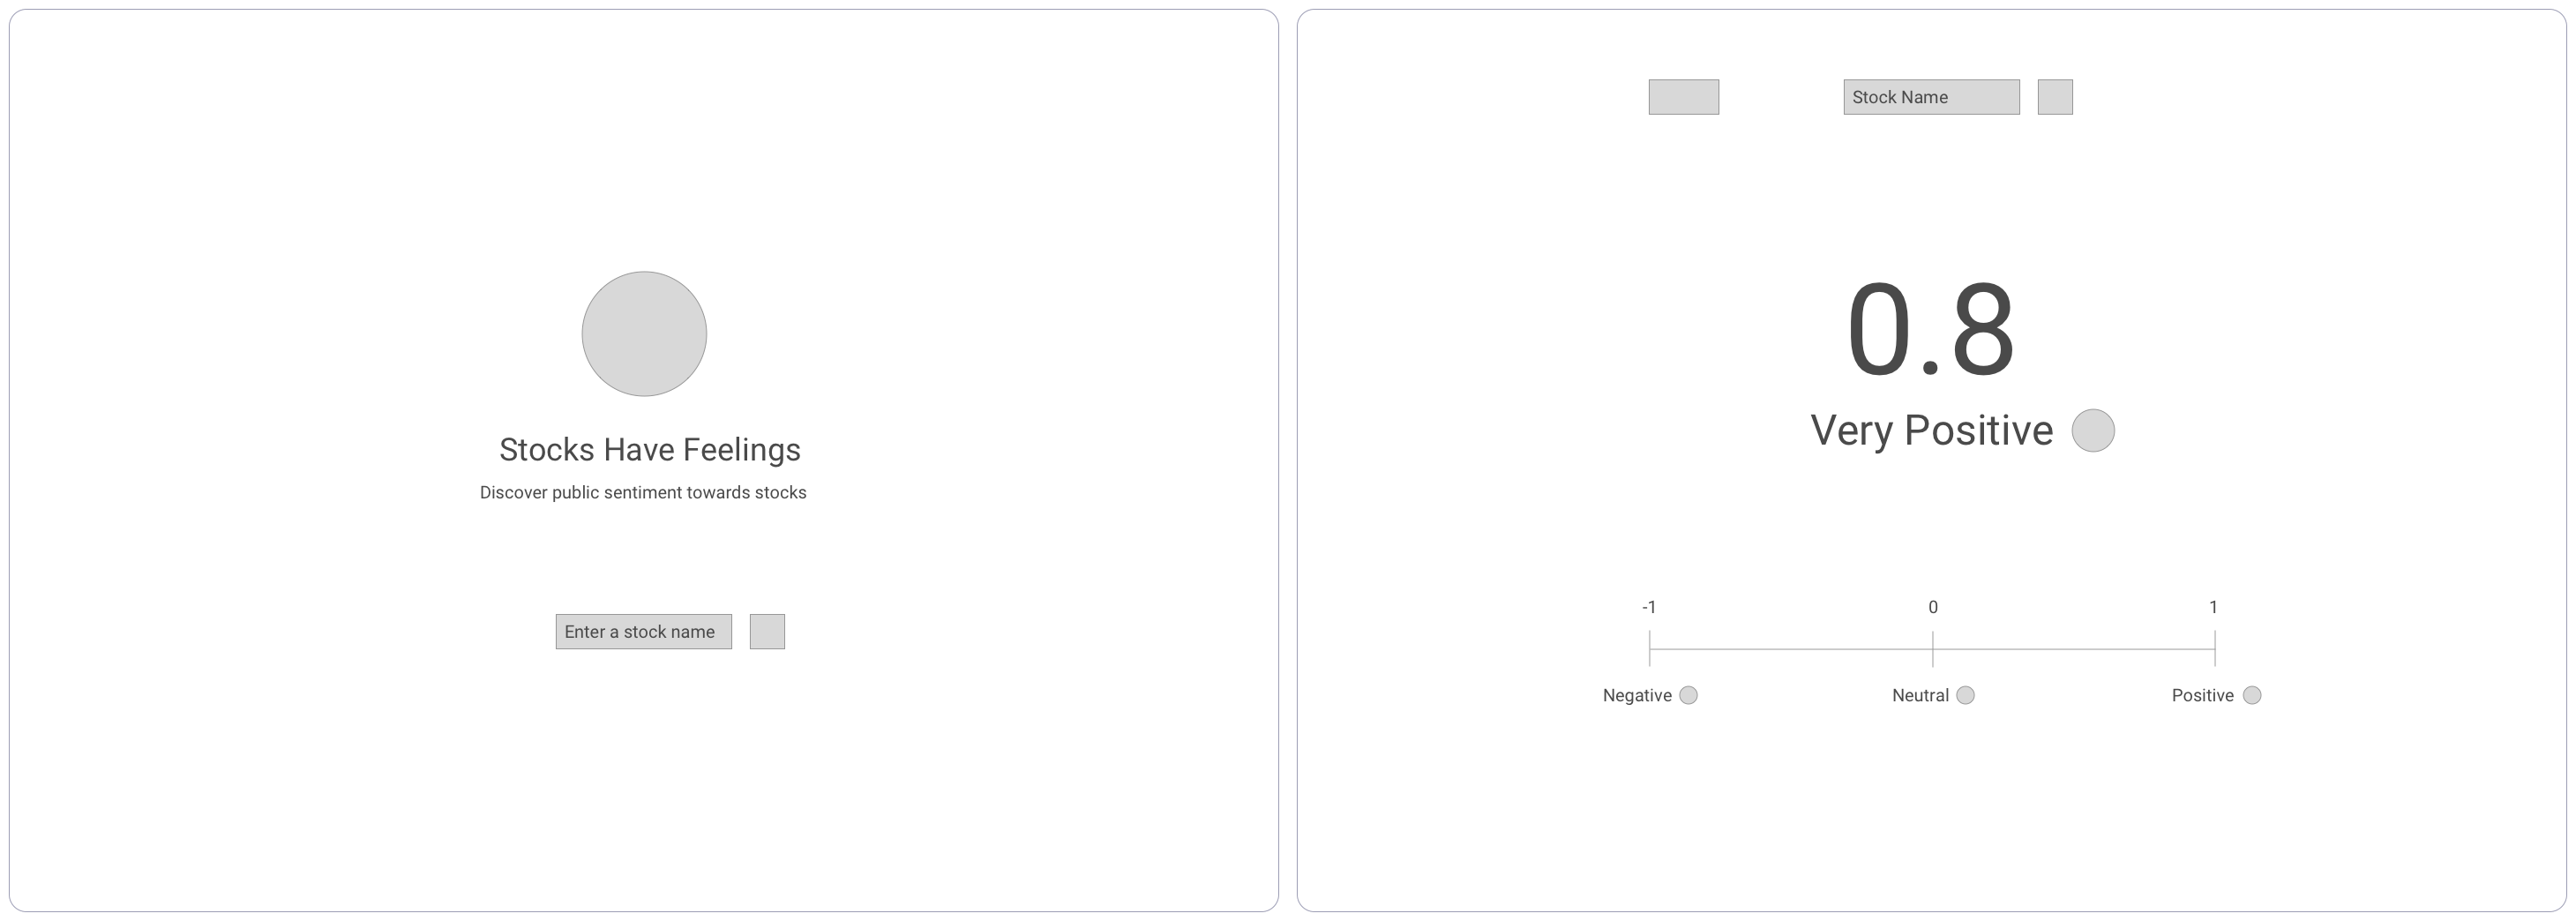 Stocks Have Feelings
Discover public sentiment towards stocks
Enter a stock name
Stock Name
0.8
Very Positive
-1 0 1
Negative Neutral Positive